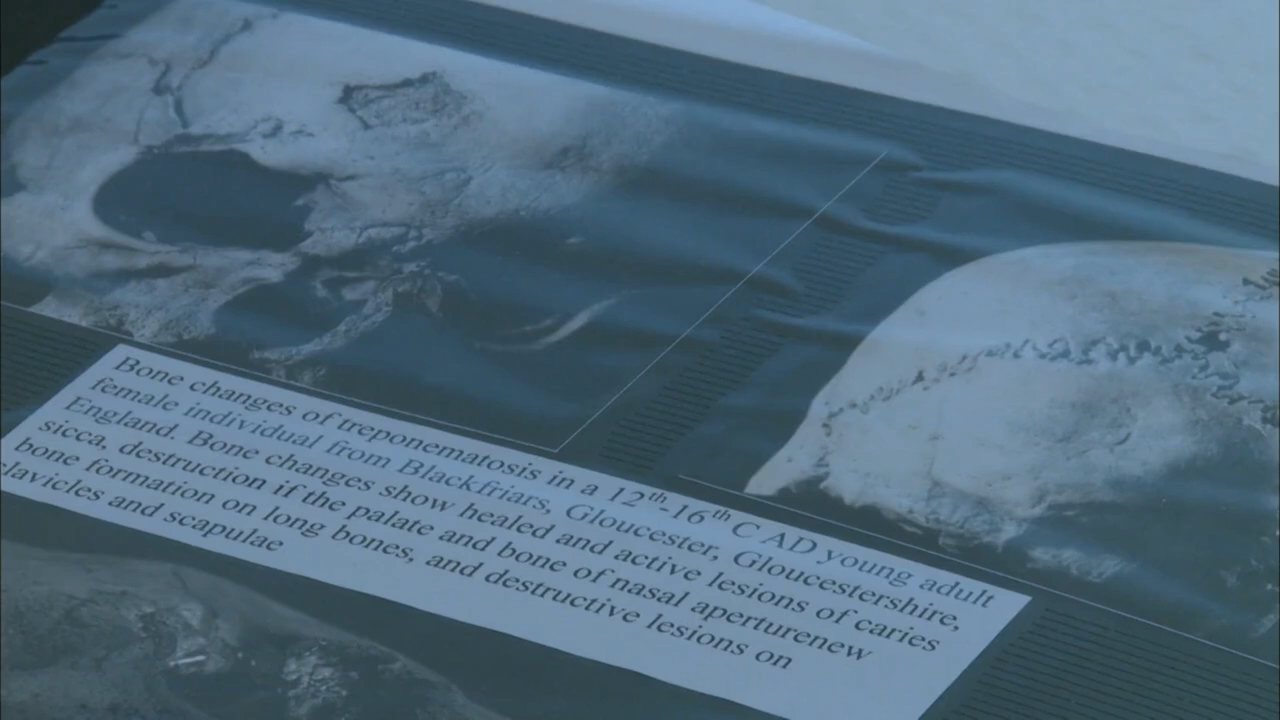 Bone changes of treponematosis in a 12th-16th C AD young adult
female individual from Blackfriars, Gloucester, Gloucestershire,
England. Bone changes show healed and active lesions of caries
sicca, destruction if the palate and bone of nasal aperturenew
bone formation on long bones, and destructive lesions on
clavicles and scapulae